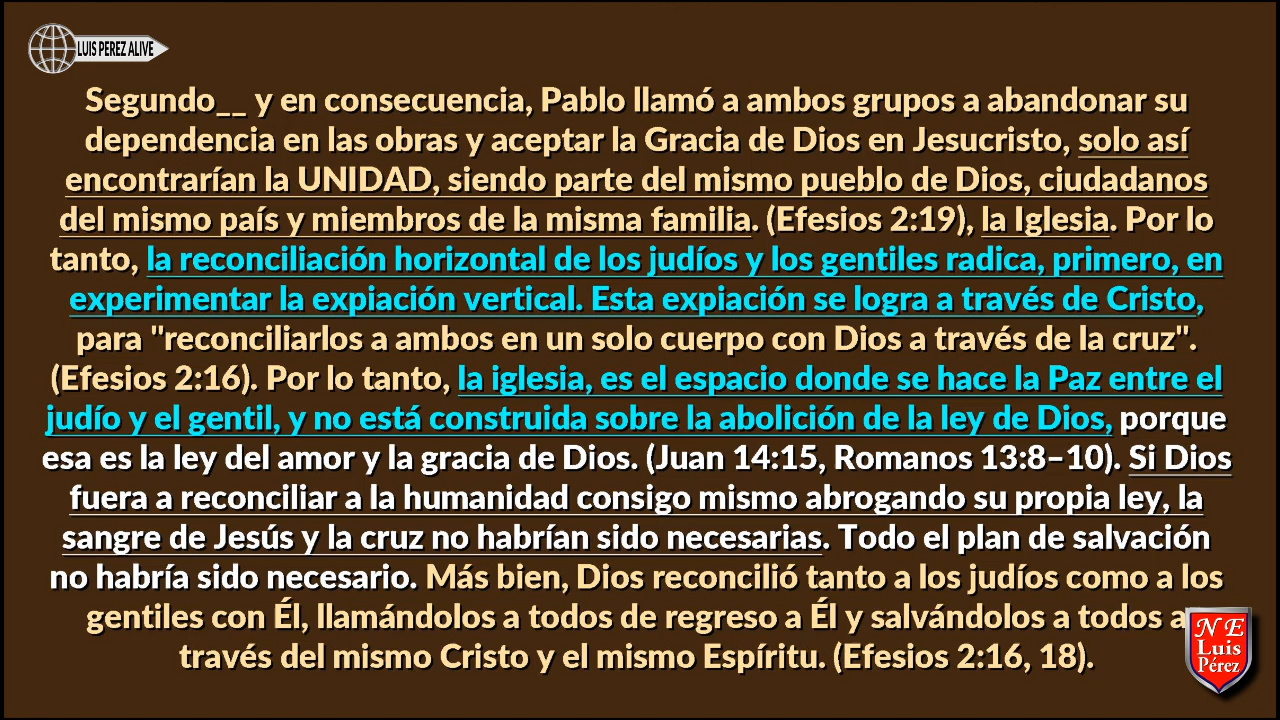 LUIS PEREZ ALIVE
Segundo__ y en consecuencia, Pablo llamó a ambos grupos a abandonar su
dependencia en las obras y aceptar la Gracia de Dios en Jesucristo, solo así
encontrarían la UNIDAD, siendo parte del mismo pueblo de Dios, ciudadanos
del mismo país y miembros de la misma familia. (Efesios 2:19), la Iglesia. Por lo
tanto, la reconciliación horizontal de los judíos y los gentiles radica, primero, en
experimentar la expiación vertical. Esta expiación se logra a través de Cristo,
para "reconciliarlos a ambos en un solo cuerpo con Dios a través de la cruz".
(Efesios 2:16). Por lo tanto, la iglesia, es el espacio donde se hace la Paz entre el
judío y el gentil, y no está construida sobre la abolición de la ley de Dios, porque
esa es la ley del amor y la gracia de Dios. (Juan 14:15, Romanos 13:8–10). Si Dios
fuera a reconciliar a la humanidad consigo mismo abrogando su propia ley, la
sangre de Jesús y la cruz no habrían sido necesarias. Todo el plan de salvación
no habría sido necesario. Más bien, Dios reconcilió tanto a los judíos como a los
gentiles con Él, llamándolos a todos de regreso a Él y salvándolos a todos a
través del mismo Cristo y el mismo Espíritu. (Efesios 2:16, 18).
N E
Luis
Pérez